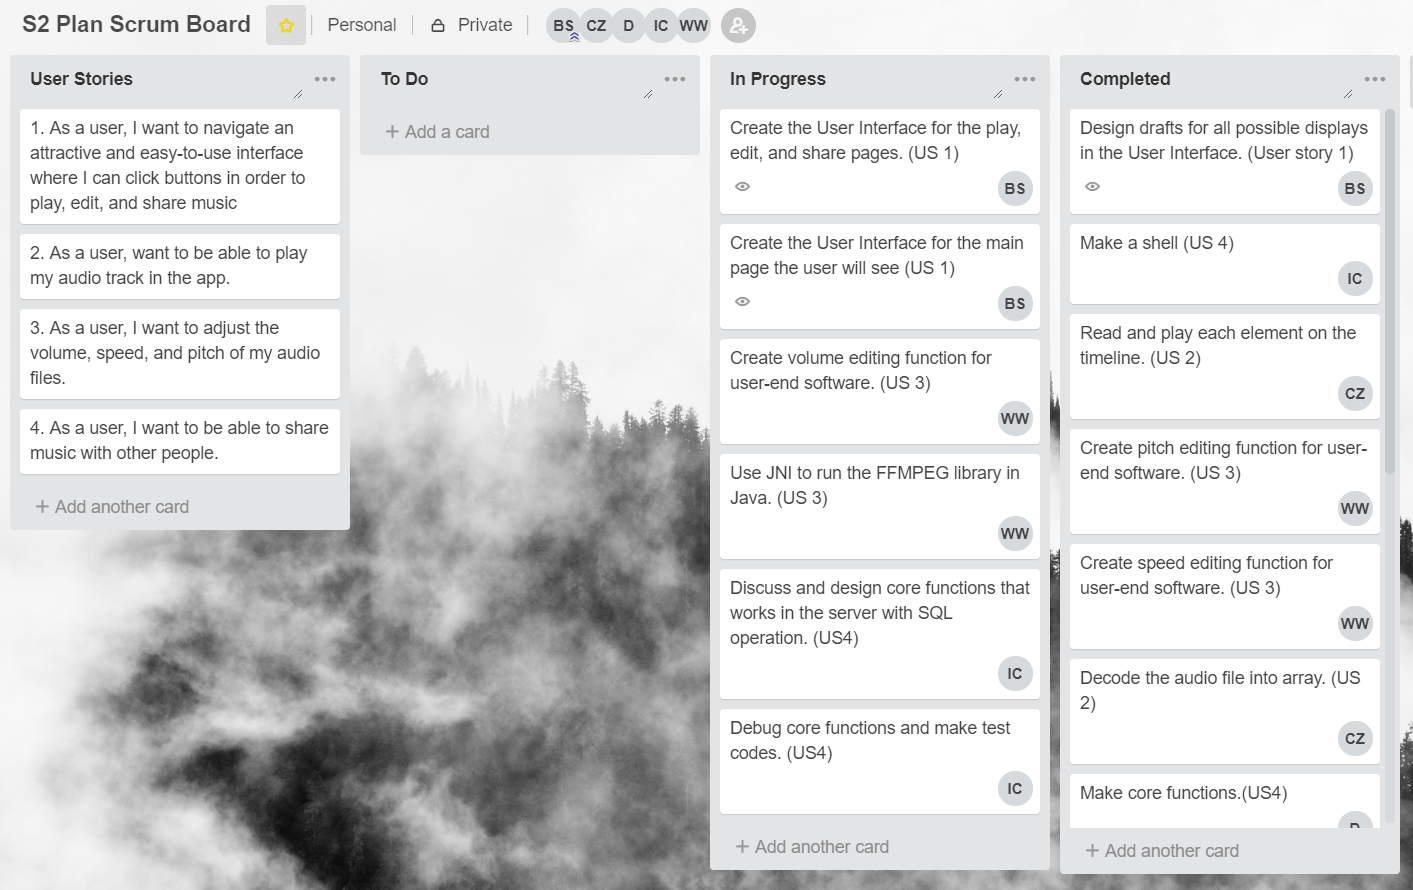 S2 Plan Scrum Board
Personal
Private
BS CZ D IC WW
User Stories
1. As a user, I want to navigate an
attractive and easy-to-use interface
where I can click buttons in order to
play, edit, and share music
2. As a user, want to be able to play
my audio track in the app.
3. As a user, I want to adjust the
volume, speed, and pitch of my audio
files.
4. As a user, I want to be able to share
music with other people.
+ Add another card
To Do
+ Add a card
In Progress
Create the User Interface for the play,
edit, and share pages. (US 1)
BS
Create the User Interface for the main
page the user will see (US 1)
BS
Create volume editing function for
user-end software. (US 3)
WW
Use JNI to run the FFMPEG library in
Java. (US 3)
WW
Discuss and design core functions that
works in the server with SQL
operation. (US4)
IC
Debug core functions and make test
codes. (US4)
IC
+ Add another card
Completed
Design drafts for all possible displays
in the User Interface. (User story 1)
BS
Make a shell (US 4)
IC
Read and play each element on the
timeline. (US 2)
CZ
Create pitch editing function for user-
end software. (US 3)
WW
Create speed editing function for
user-end software. (US 3)
WW
Decode the audio file into array. (US
2)
CZ
Make core functions.(US4)
D
+ Add another card